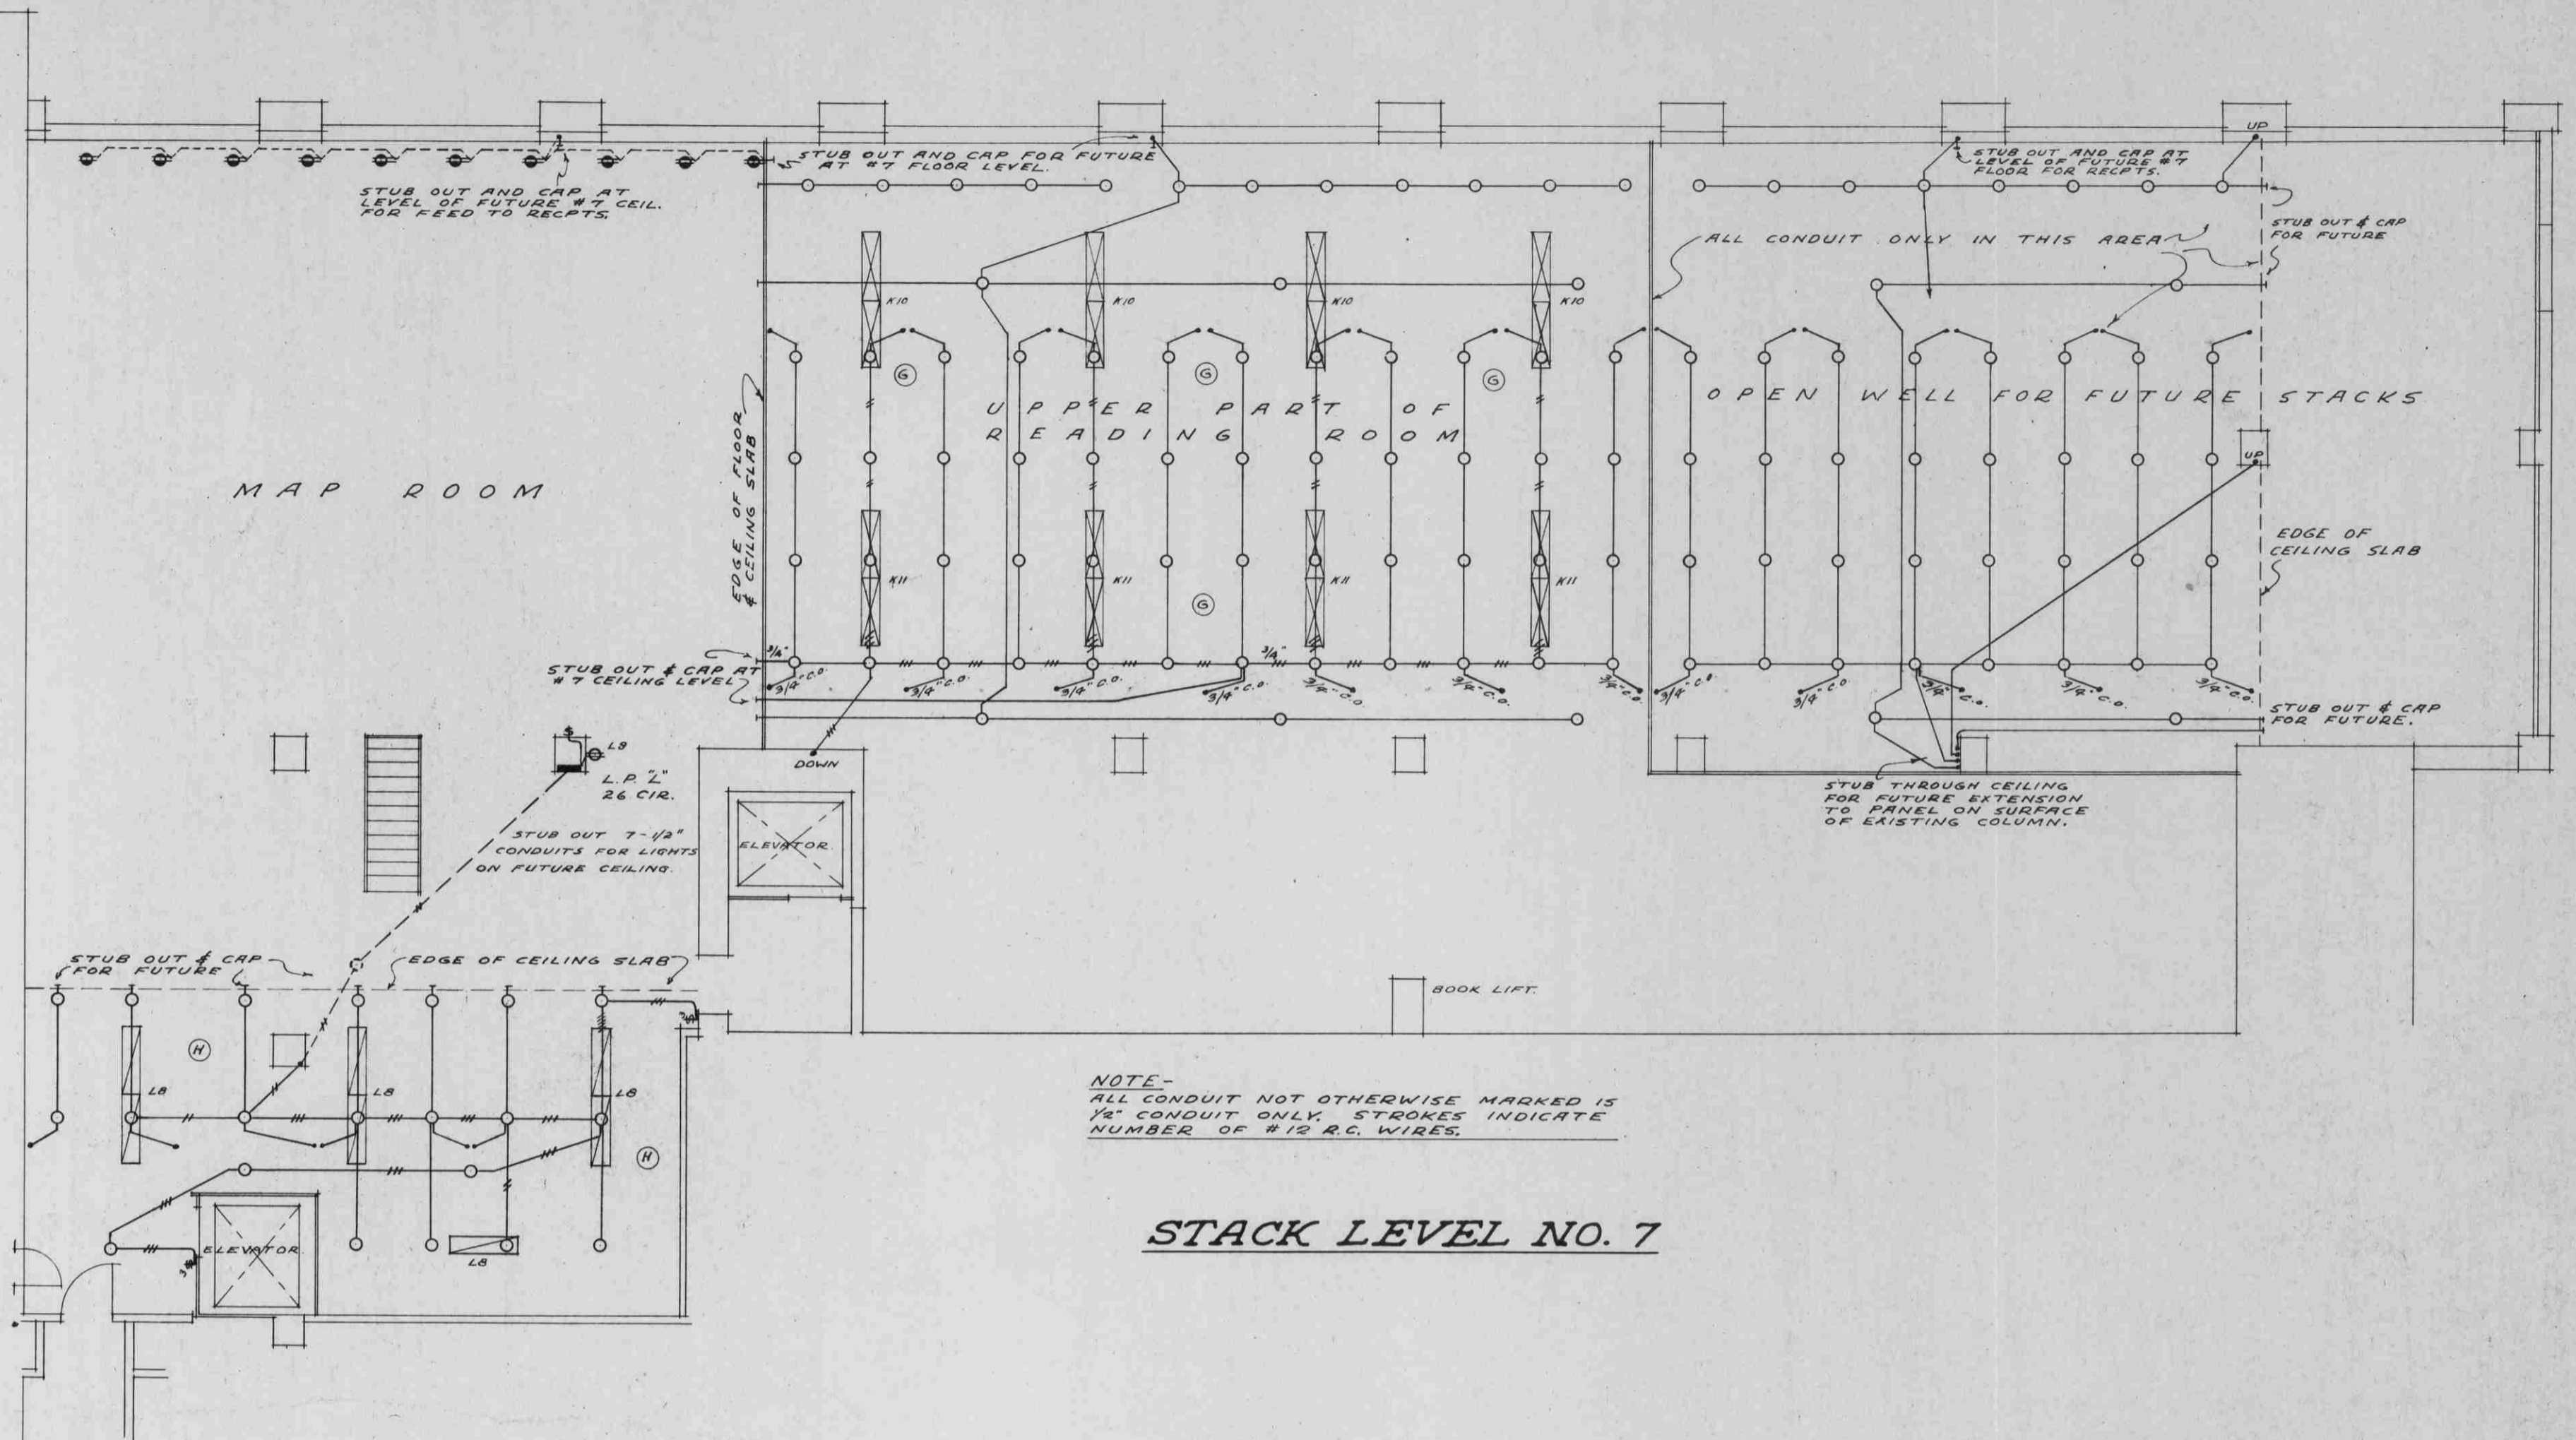 UP
STUB OUT AND CAP FOR FUTURE
AT #7 FLOOR LEVEL.
STUB OUT AND CAP AT
LEVEL OF FUTURE #7
FLOOR FOR RECPTS.
STUB OUT AND CAP AT
LEVEL OF FUTURE #7 CEIL.
FOR FEED TO RECPTS.
STUB OUT & CAP
FOR FUTURE
ALL CONDUIT ONLY IN THIS AREA
K10
K10
K10
K10
G
G
G
UPPER PART OF
READING ROOM
OPEN WELL FOR FUTURE STACKS
EDGE OF FLOOR
& CEILING SLAB
MAP ROOM
UP
EDGE OF
CEILING SLAB
K11
K11
K11
K11
G
3/4"
3/4"
STUB OUT & CAP AT
#7 CEILING LEVEL
3/4" C.O.
3/4" C.O.
3/4" C.O.
3/4" C.O.
3/4" C.O.
3/4" C.O.
3/4" C.O.
3/4" C.O.
3/4" C.O.
3/4" C.O.
3/4" C.O.
3/4" C.O.
STUB OUT & CAP
FOR FUTURE.
$
L8
L.P. "L"
26 CIR.
DOWN
STUB THROUGH CEILING
FOR FUTURE EXTENSION
TO PANEL ON SURFACE
OF EXISTING COLUMN.
STUB OUT 7-1/2"
CONDUITS FOR LIGHTS
ON FUTURE CEILING.
ELEVATOR
STUB OUT & CAP
FOR FUTURE
EDGE OF CEILING SLAB
BOOK LIFT.
H
L8
L8
L8
H
NOTE-
ALL CONDUIT NOT OTHERWISE MARKED IS
1/2" CONDUIT ONLY. STROKES INDICATE
NUMBER OF #12 R.C. WIRES.
STACK LEVEL NO. 7
ELEVATOR
L8